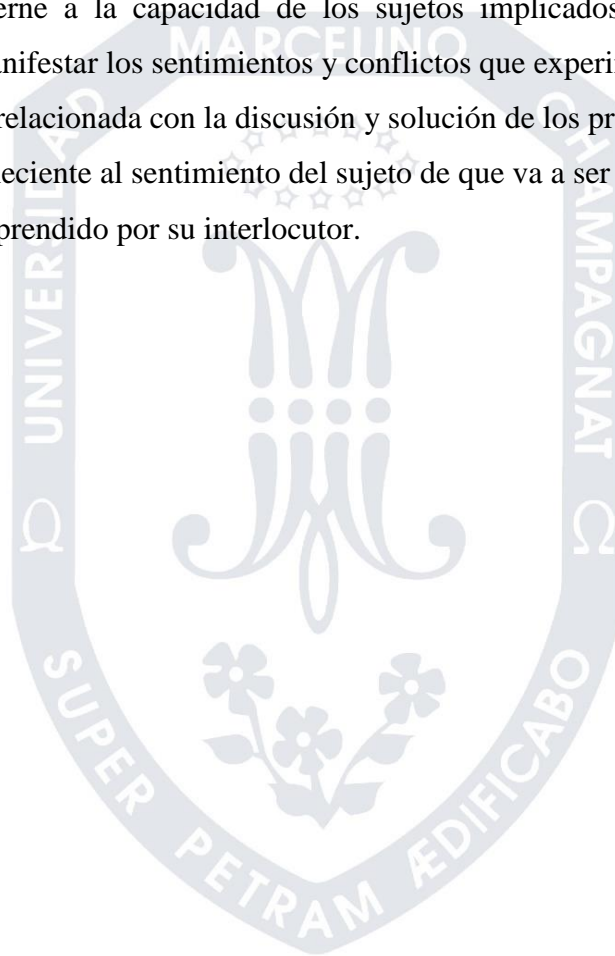 erne a la capacidad de los sujetos implicados
nifestar los sentimientos y conflictos que experi
relacionada con la discusión y solución de los pr
eciente al sentimiento del sujeto de que va a ser
prendido por su interlocutor.
UNIVERSIDAD
MARCELINO
CHAMPAGNAT
SUPER PETRAM ÆDIFICABO